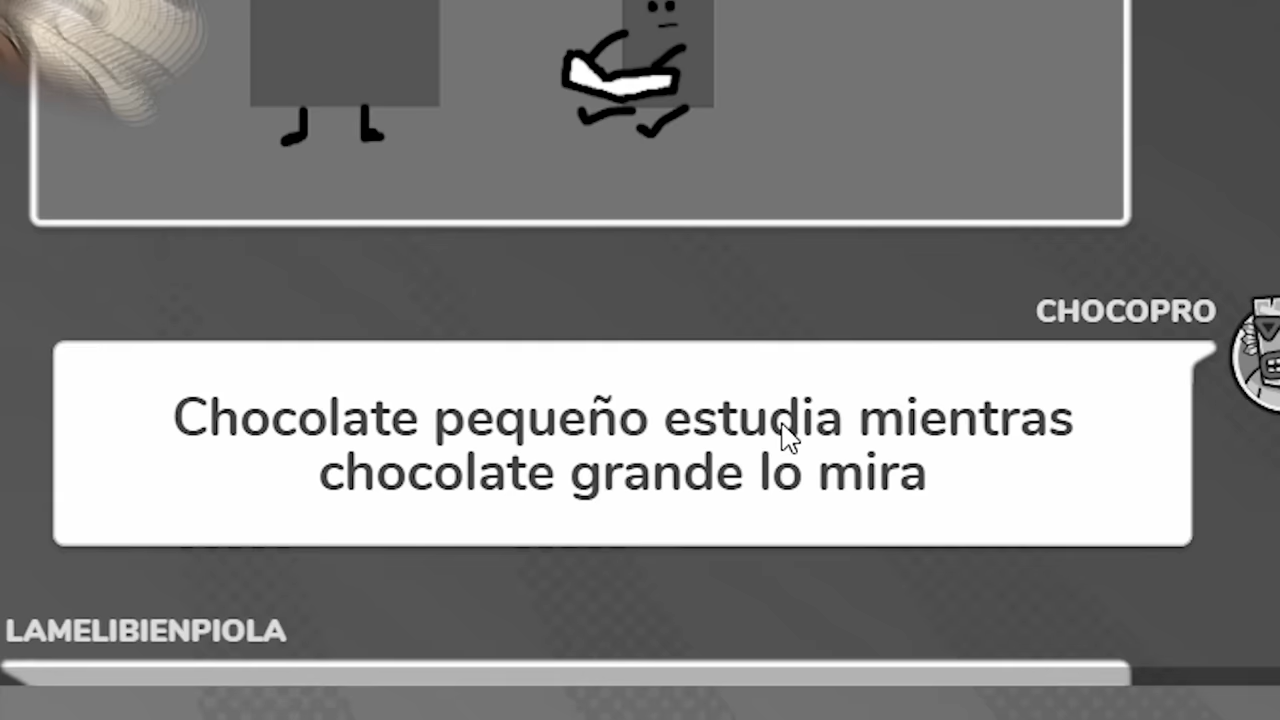 CHOCOPRO
Chocolate pequeño estudia mientras
chocolate grande lo mira
LAMELIBIENPIOLA